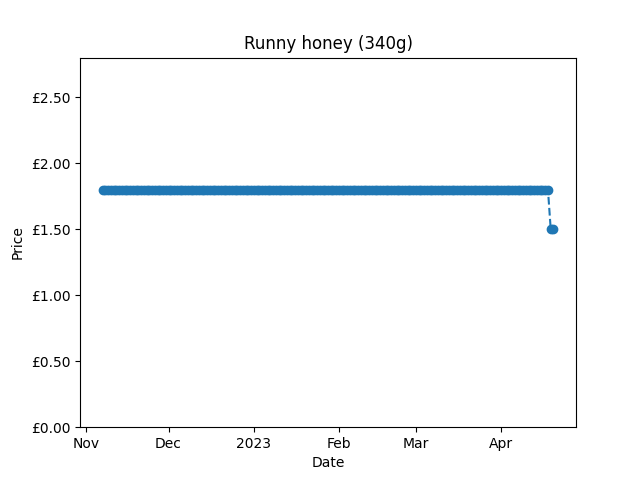 Runny honey (340g)
£2.50
£2.00
£1.50
£1.00
£0.50
£0.00
Price
Nov Dec 2023 Feb Mar Apr
Date